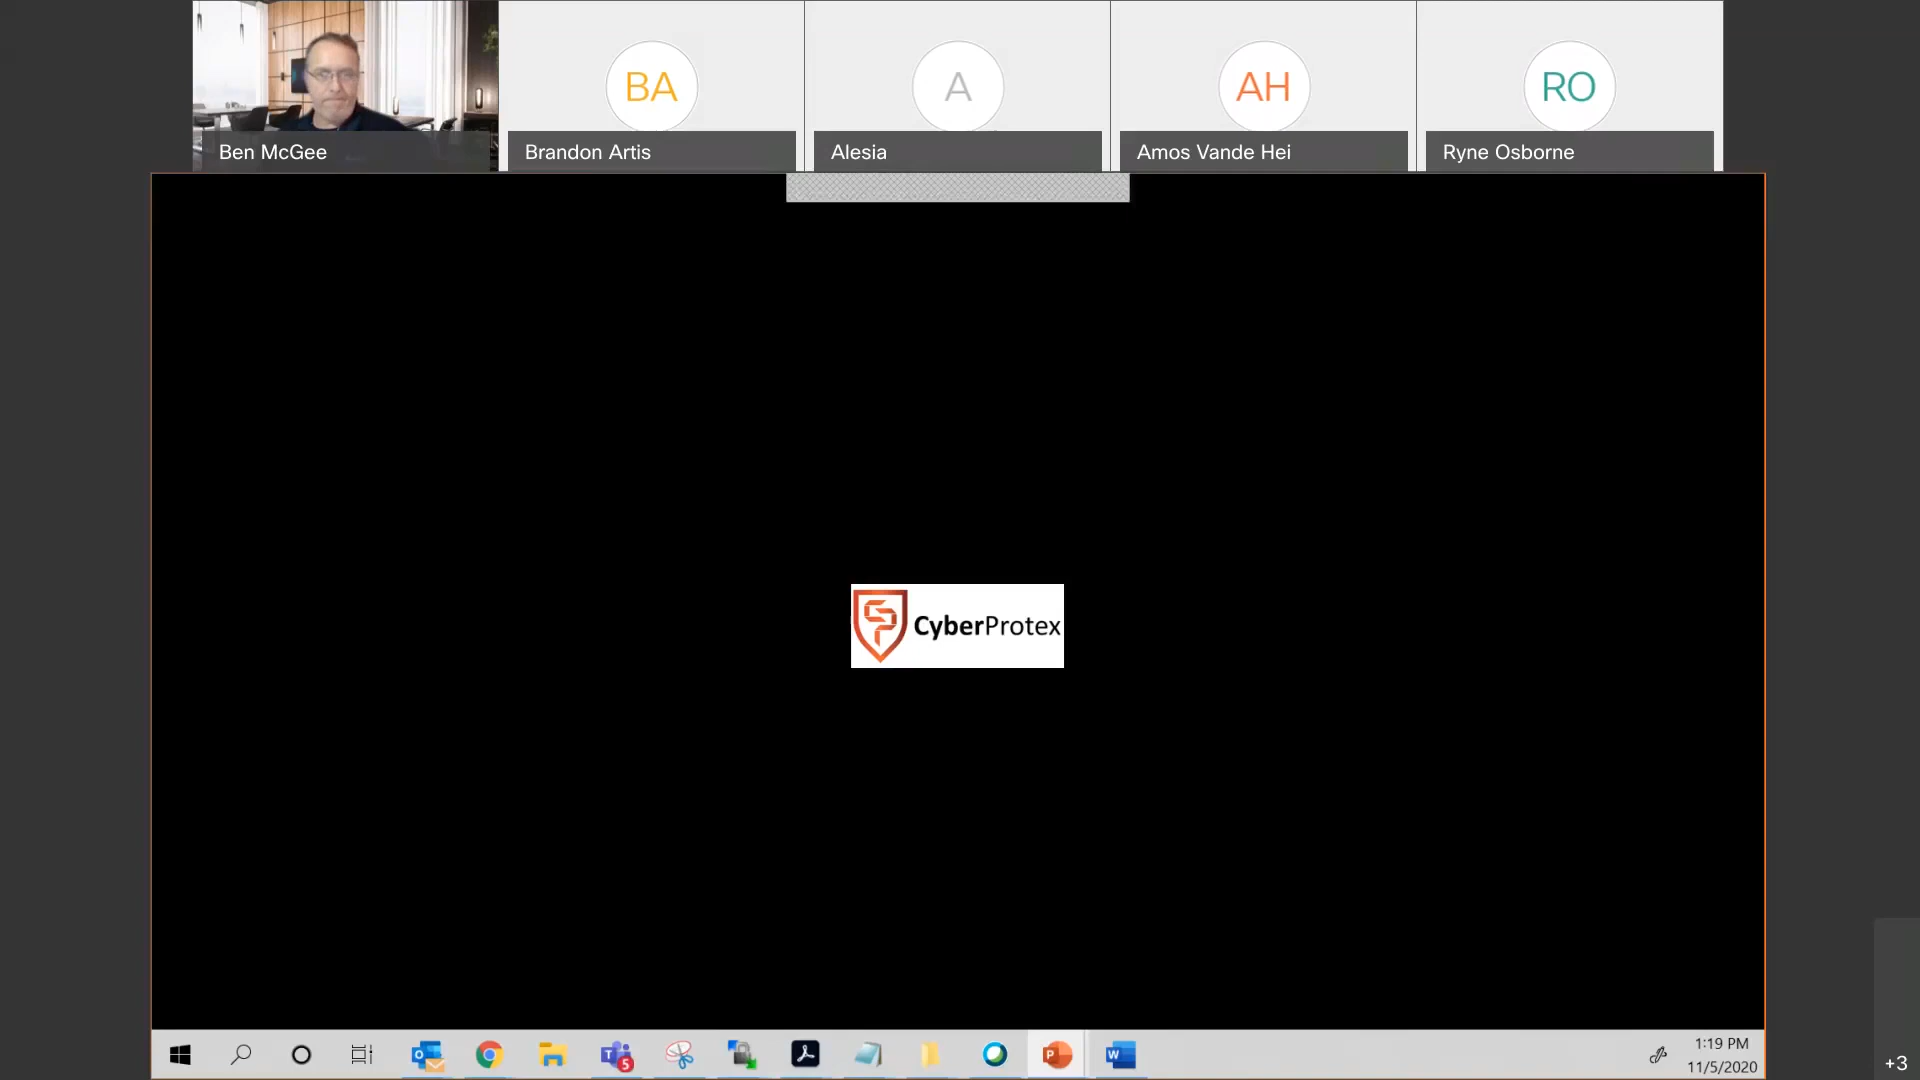 BA
A
AH
RO
Ben McGee
Brandon Artis
Alesia
Amos Vande Hei
Ryne Osborne
CyberProtex
5
1:19 PM
11/5/2020
+3